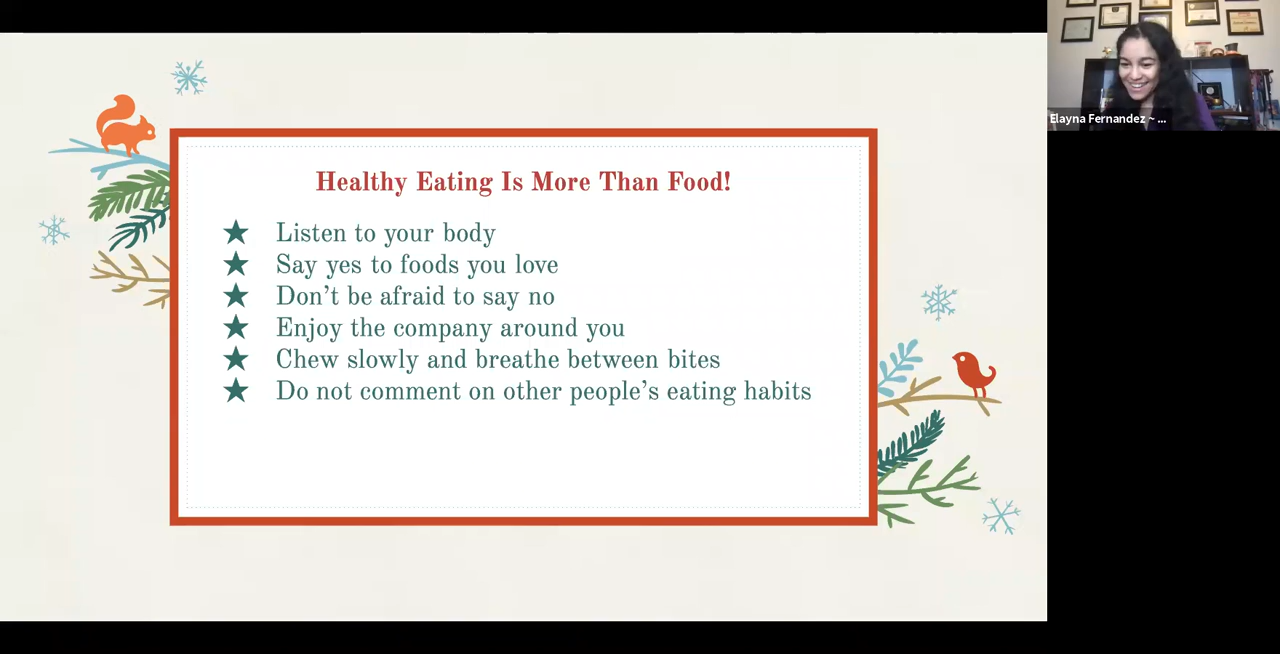 Healthy Eating Is More Than Food!
★ Listen to your body
★ Say yes to foods you love
★ Don’t be afraid to say no
★ Enjoy the company around you
★ Chew slowly and breathe between bites
★ Do not comment on other people’s eating habits
Elayna Fernandez ~ ...